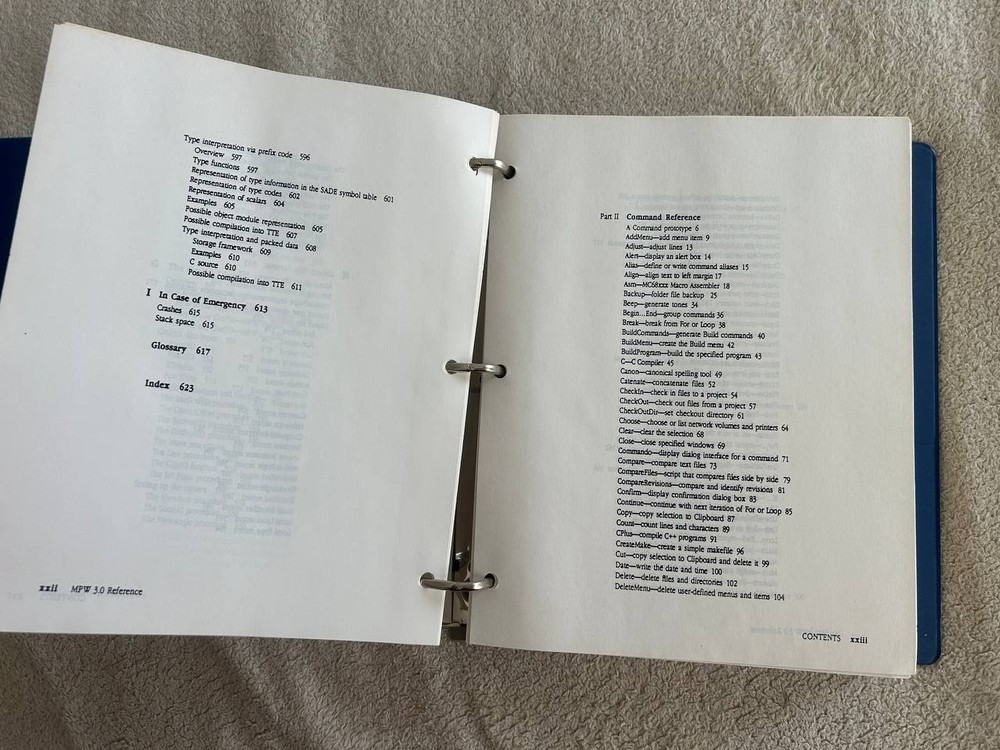 Type interpretation via prefix code 596
Overview 597
Type functions 597
Representation of type information in the SADE symbol table 601
Representation of type codes 602
Representation of scalars 604
Examples 605
Possible object module representation 605
Possible compilation into TTE 607
Type interpretation and packed data 608
Storage framework 609
Examples 610
C source 610
Possible compilation into TTE 611
I In Case of Emergency 613
Crashes 615
Stack space 615
Glossary 617
Index 623
xxii MPW 3.0 Reference
Part II Command Reference
A Command prototype 6
AddMenu—add menu item 9
Adjust—adjust lines 13
Alert—display an alert box 14
Alias—define or write command aliases 15
Align—align text to left margin 17
Asm—MC68xxx Macro Assembler 18
Backup—folder file backup 25
Beep—generate tones 34
Begin...End—group commands 36
Break—break from For or Loop 38
BuildCommands—generate Build commands 40
BuildMenu—create the Build menu 42
BuildProgram—build the specified program 43
C—C Compiler 45
Canon—canonical spelling tool 49
Catenate—concatenate files 52
CheckIn—check in files to a project 54
CheckOut—check out files from a project 57
CheckOutDir—set checkout directory 61
Choose—choose or list network volumes and printers 64
Clear—clear the selection 68
Close—close specified windows 69
Commando—display dialog interface for a command 71
Compare—compare text files 73
CompareFiles—script that compares files side by side 79
CompareRevisions—compare and identify revisions 81
Confirm—display confirmation dialog box 83
Continue—continue with next iteration of For or Loop 85
Copy—copy selection to Clipboard 87
Count—count lines and characters 89
CPlus—compile C++ programs 91
CreateMake—create a simple makefile 96
Cut—copy selection to Clipboard and delete it 99
Date—write the date and time 100
Delete—delete files and directories 102
DeleteMenu—delete user-defined menus and items 104
CONTENTS xxiii